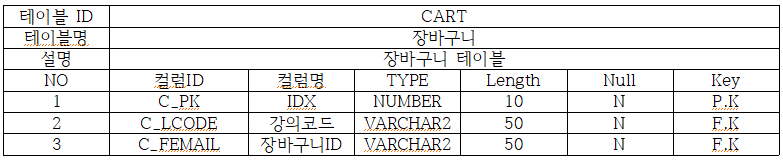 테이블 ID CART
테이블명 장바구니
설명 장바구니 테이블
NO 컬럼ID 컬럼명 TYPE Length Null Key
1 C_PK IDX NUMBER 10 N P.K
2 C_LCODE 강의코드 VARCHAR2 50 N F.K
3 C_FEMAIL 장바구니ID VARCHAR2 50 N F.K